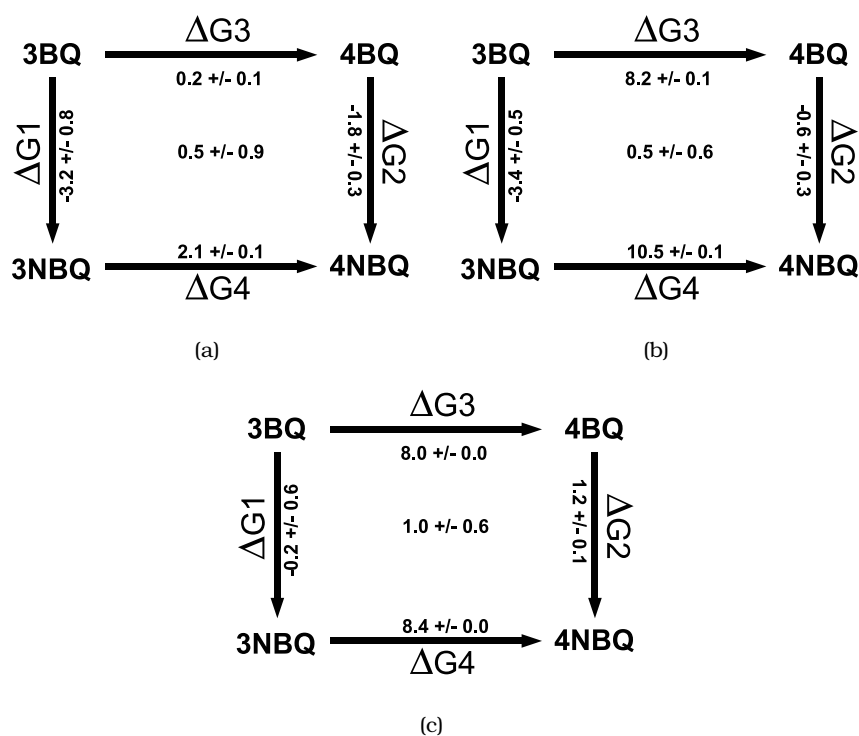 ΔG3
3BQ
4BQ
0.2 +/- 0.1
ΔG1
-3.2 +/- 0.8
0.5 +/- 0.9
-1.8 +/- 0.3
ΔG2
3NBQ
2.1 +/- 0.1
4NBQ
ΔG4
(a)
ΔG3
3BQ
4BQ
8.2 +/- 0.1
ΔG1
-3.4 +/- 0.5
0.5 +/- 0.6
-0.6 +/- 0.3
ΔG2
3NBQ
10.5 +/- 0.1
4NBQ
ΔG4
(b)
ΔG3
3BQ
4BQ
8.0 +/- 0.0
ΔG1
-0.2 +/- 0.6
1.0 +/- 0.6
1.2 +/- 0.1
ΔG2
3NBQ
8.4 +/- 0.0
4NBQ
ΔG4
(c)